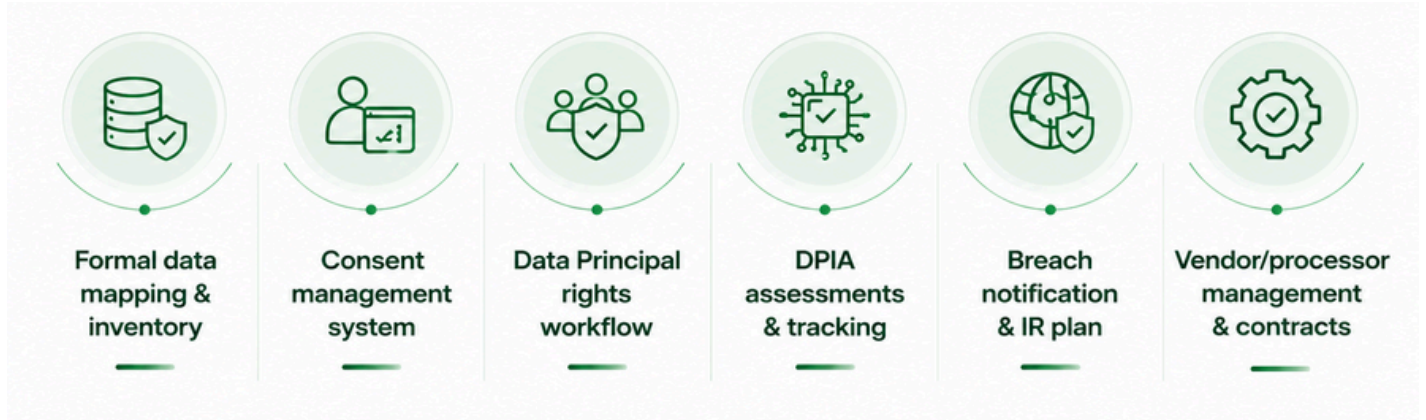 Formal data
mapping &
inventory
Consent
management
system
Data Principal
rights
workflow
DPIA
assessments
& tracking
Breach
notification
& IR plan
Vendor/processor
management
& contracts